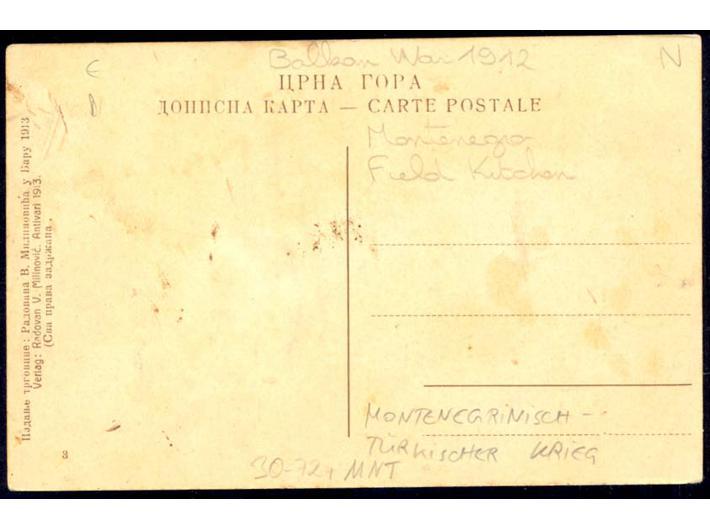 Balkan War 1912
N
ЦРНА ГОРА
ДОПИСНА КАРТА — CARTE POSTALE
Montenegro
Field Kitchen
Издање трговине: Радована В. Милиновића у Бару 1913
Verlag: Radovan V. Milinović. Antivari 1913.
(Сва права задржана.
3
MONTENEGRINISCH-
TÜRKISCHER KRIEG
30-72, MNT